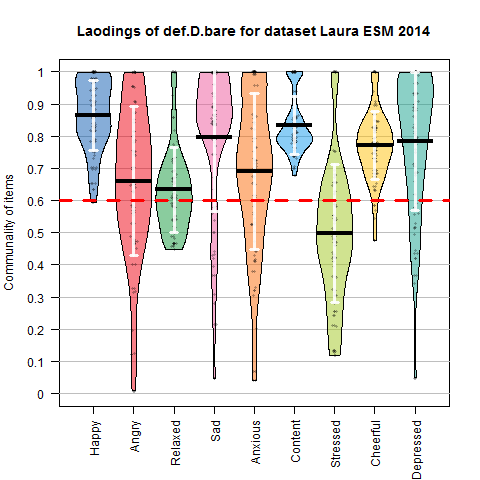 Laodings of def.D.bare for dataset Laura ESM 2014
Communality of items
1
0.9
0.8
0.7
0.6
0.5
0.4
0.3
0.2
0.1
0
Happy
Angry
Relaxed
Sad
Anxious
Content
Stressed
Cheerful
Depressed